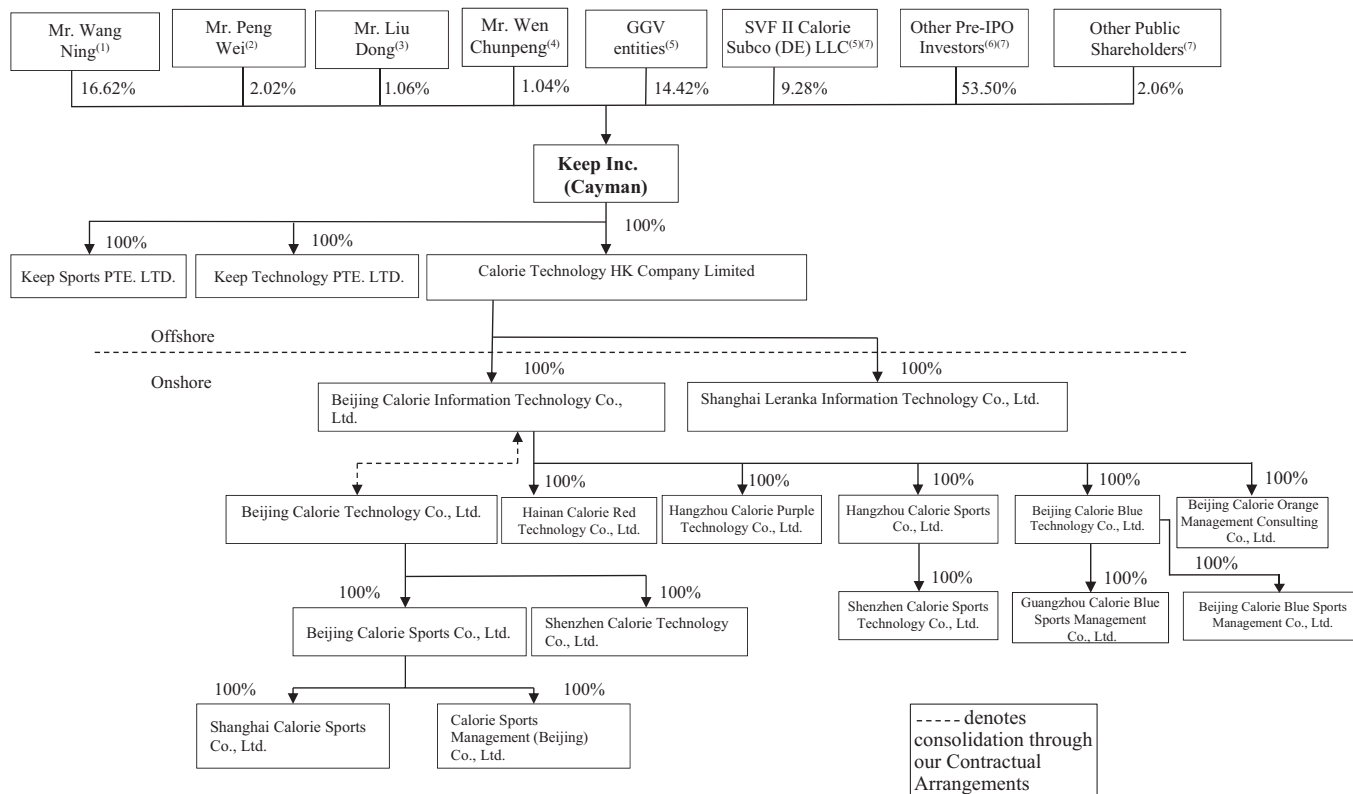 Mr. Wang
Ning(1)
Mr. Peng
Wei(2)
Mr. Liu
Dong(3)
Mr. Wen
Chunpeng(4)
GGV
entities(5)
SVF II Calorie
Subco (DE) LLC(5)(7)
Other Pre-IPO
Investors(6)(7)
Other Public
Shareholders(7)
16.62%
2.02%
1.06%
1.04%
14.42%
9.28%
53.50%
2.06%
Keep Inc.
(Cayman)
100%
100%
100%
Keep Sports PTE. LTD.
Keep Technology PTE. LTD.
Calorie Technology HK Company Limited
Offshore
Onshore
100%
100%
Beijing Calorie Information Technology Co.,
Ltd.
Shanghai Leranka Information Technology Co., Ltd.
100%
100%
100%
100%
100%
Beijing Calorie Technology Co., Ltd.
Hainan Calorie Red
Technology Co., Ltd.
Hangzhou Calorie Purple
Technology Co., Ltd.
Hangzhou Calorie Sports
Co., Ltd.
Beijing Calorie Blue
Technology Co., Ltd.
Beijing Calorie Orange
Management Consulting
Co., Ltd.
100%
100%
100%
100%
100%
Beijing Calorie Sports Co., Ltd.
Shenzhen Calorie Technology
Co., Ltd.
Shenzhen Calorie Sports
Technology Co., Ltd.
Guangzhou Calorie Blue
Sports Management
Co., Ltd.
Beijing Calorie Blue Sports
Management Co., Ltd.
100%
100%
Shanghai Calorie Sports
Co., Ltd.
Calorie Sports
Management (Beijing)
Co., Ltd.
----- denotes
consolidation through
our Contractual
Arrangements